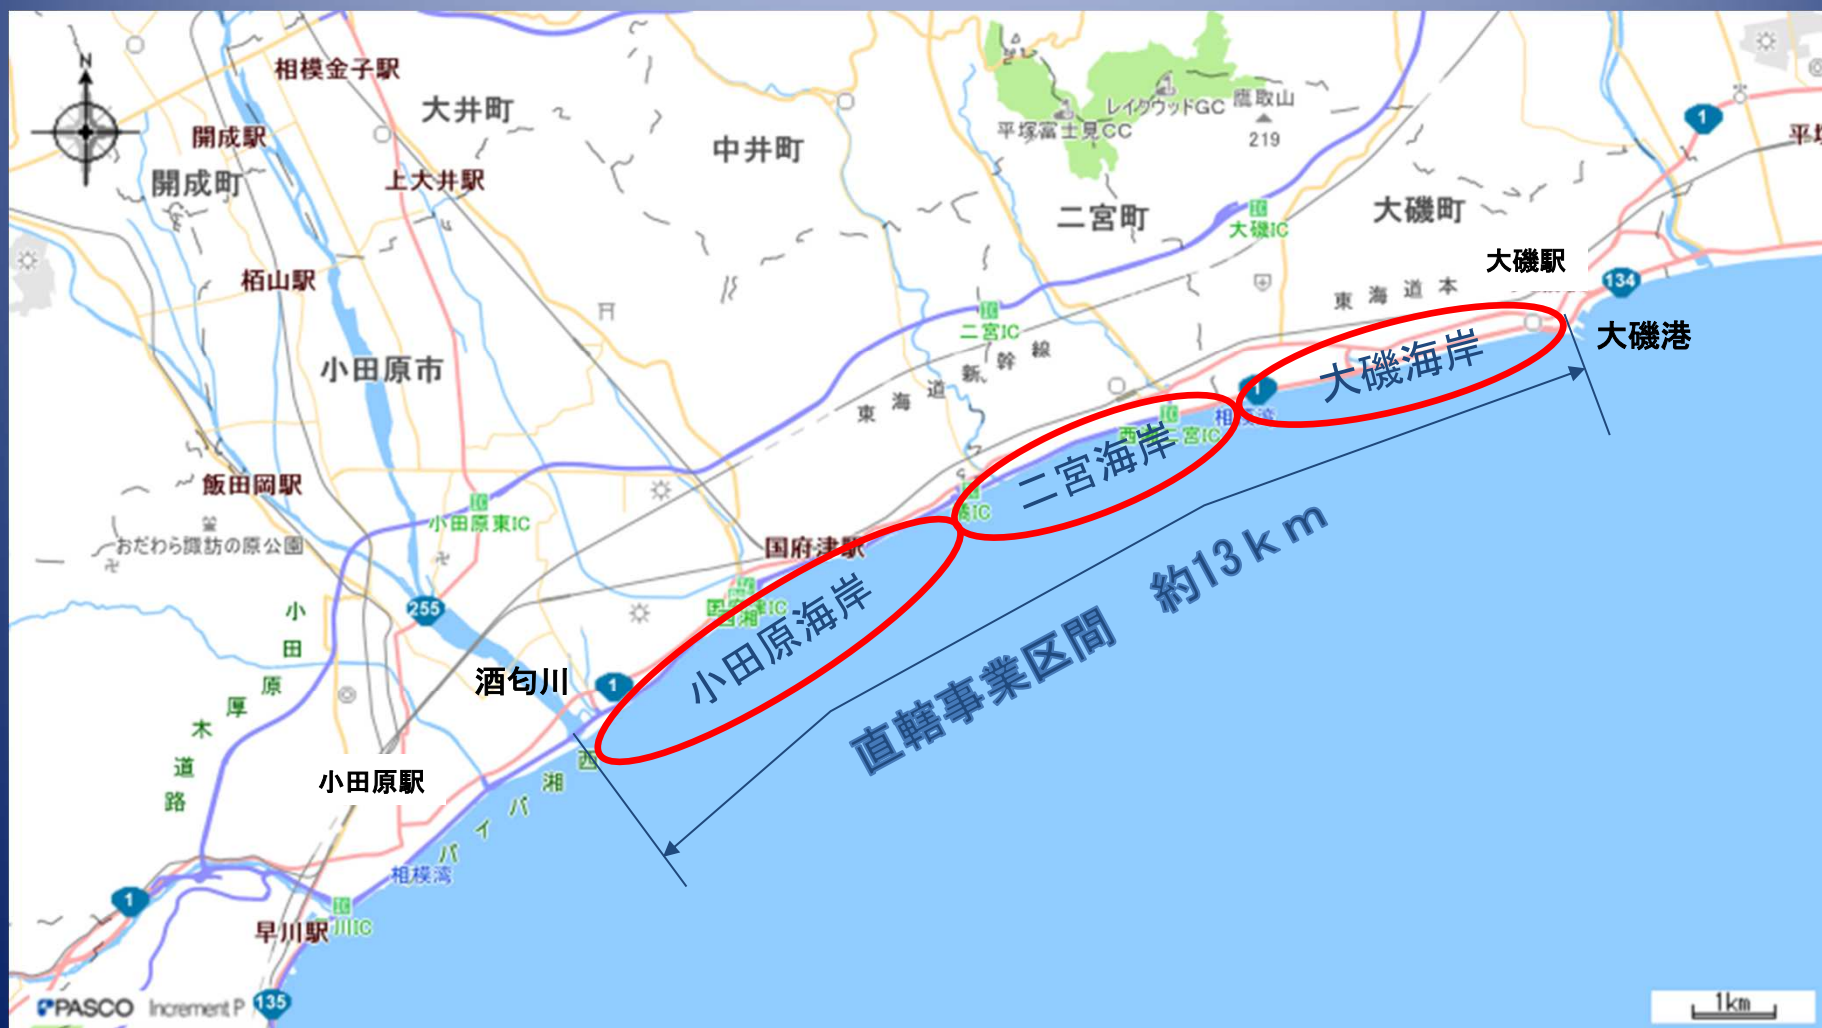 N
相模金子駅
大井町
開成駅
開成町
上大井駅
中井町
レイクウッドGC
平塚富士見CC
鷹取山
219
1
二宮町
大磯町
大磯IC
大磯駅
134
栢山駅
東海道本
大磯港
二宮IC
東海道新幹線
小田原市
大磯海岸
1
相模湾
二宮IC
二宮海岸
飯田岡駅
小田原東IC
おだわら諏訪の原公園
国府津駅
直轄事業区間 約13km
255
小田原海岸
小田原厚木道路
酒匂川
1
西湘バイパ
小田原駅
相模湾
1
早川駅
川IC
PASCO Increment P
135
1km